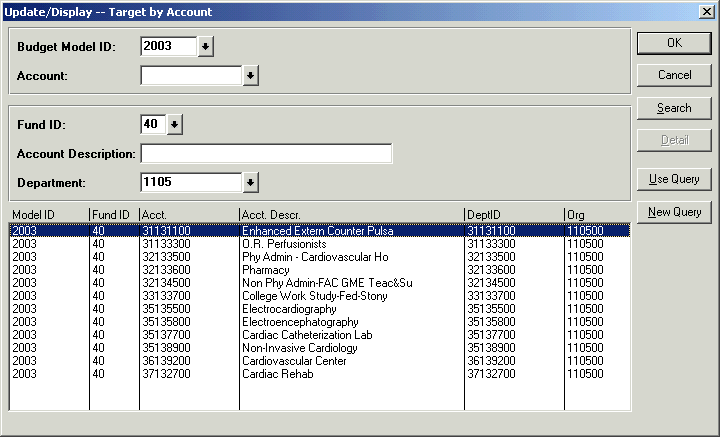 Update/Display -- Target by Account
Budget Model ID: 2003
OK
Account:
Cancel
Search
Fund ID: 40
Detail
Account Description:
Department: 1105
Use Query
New Query
Model ID Fund ID Acct. Acct. Descr. DeptID Org
2003 40 31131100 Enhanced Extern Counter Pulsa 31131100 110500
2003 40 31133300 O.R. Perfusionists 31133300 110500
2003 40 32133500 Phy Admin - Cardiovascular Ho 32133500 110500
2003 40 32133600 Pharmacy 32133600 110500
2003 40 32134500 Non Phy Admin-FAC GME Teac&Su 32134500 110500
2003 40 33133700 College Work Study-Fed-Stony 33133700 110500
2003 40 35135500 Electrocardiography 35135500 110500
2003 40 35135800 Electroencephatography 35135800 110500
2003 40 35137700 Cardiac Catheterization Lab 35137700 110500
2003 40 35138900 Non-Invasive Cardiology 35138900 110500
2003 40 36139200 Cardiovascular Center 36139200 110500
2003 40 37132700 Cardiac Rehab 37132700 110500